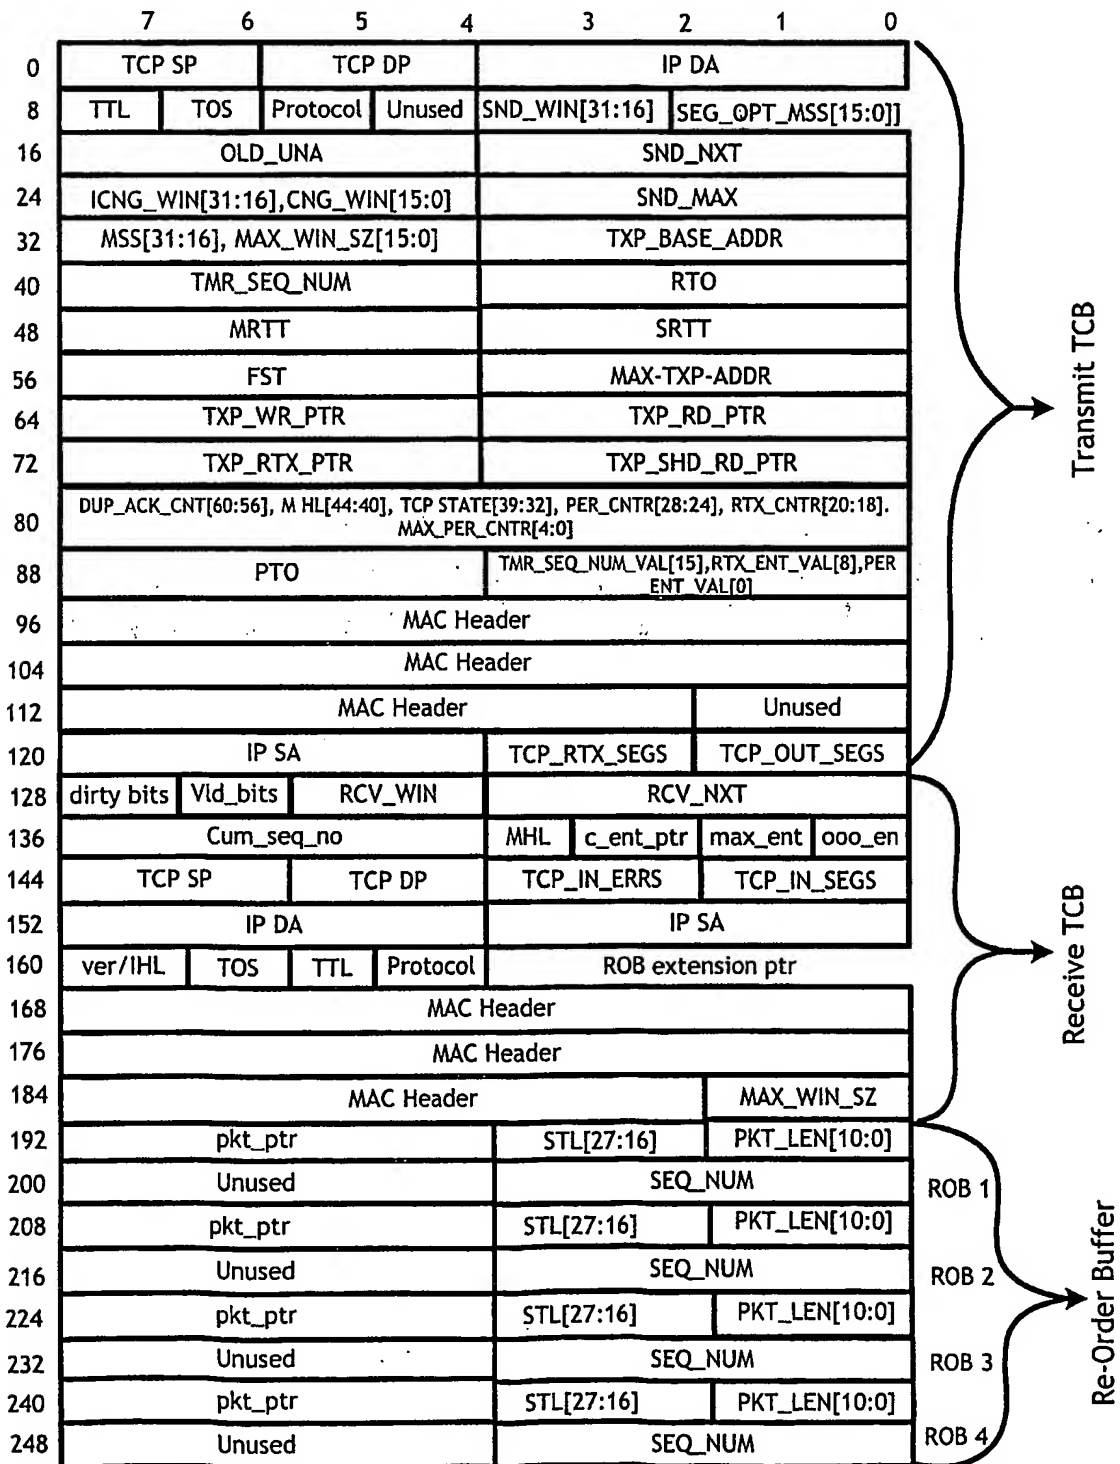 7 6 5 4 3 2 1 0
0 TCP SP TCP DP IP DA
8 TTL TOS Protocol Unused SND_WIN[31:16] SEG_OPT_MSS[15:0]]
16 OLD_UNA SND_NXT
24 ICNG_WIN[31:16],CNG_WIN[15:0] SND_MAX
32 MSS[31:16], MAX_WIN_SZ[15:0] TXP_BASE_ADDR
40 TMR_SEQ_NUM RTO
48 MRTT SRTT
56 FST MAX-TXP-ADDR
64 TXP_WR_PTR TXP_RD_PTR
72 TXP_RTX_PTR TXP_SHD_RD_PTR
80 DUP_ACK_CNT[60:56], M HL[44:40], TCP STATE[39:32], PER_CNTR[28:24], RTX_CNTR[20:18].
MAX_PER_CNTR[4:0]
88 PTO TMR_SEQ_NUM_VAL[15],RTX_ENT_VAL[8],PER
ENT_VAL[0]
96 MAC Header
104 MAC Header
112 MAC Header Unused
120 IP SA TCP_RTX_SEGS TCP_OUT_SEGS
Transmit TCB
128 dirty bits Vld_bits RCV_WIN RCV_NXT
136 Cum_seq_no MHL c_ent_ptr max_ent ooo_en
144 TCP SP TCP DP TCP_IN_ERRS TCP_IN_SEGS
152 IP DA IP SA
160 ver/IHL TOS TTL Protocol ROB extension ptr
168 MAC Header
176 MAC Header
184 MAC Header MAX_WIN_SZ
Receive TCB
192 pkt_ptr STL[27:16] PKT_LEN[10:0]
200 Unused SEQ_NUM ROB 1
208 pkt_ptr STL[27:16] PKT_LEN[10:0]
216 Unused SEQ_NUM ROB 2
224 pkt_ptr STL[27:16] PKT_LEN[10:0]
232 Unused SEQ_NUM ROB 3
240 pkt_ptr STL[27:16] PKT_LEN[10:0]
248 Unused SEQ_NUM ROB 4
Re-Order Buffer